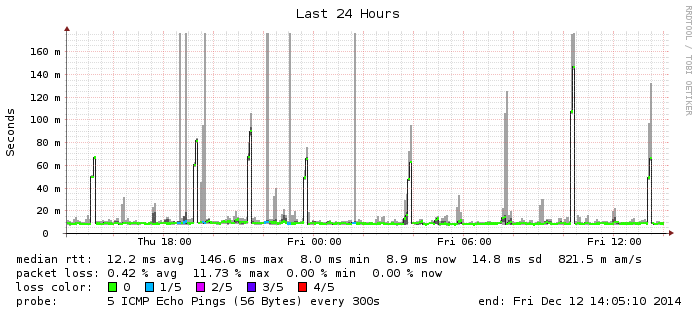 Last 24 Hours
RRDTOOL / TOBI OETIKER
Seconds
160 m
140 m
120 m
100 m
80 m
60 m
40 m
20 m
0
Thu 18:00 Fri 00:00 Fri 06:00 Fri 12:00
median rtt: 12.2 ms avg 146.6 ms max 8.0 ms min 8.9 ms now 14.8 ms sd 821.5 m am/s
packet loss: 0.42 % avg 11.73 % max 0.00 % min 0.00 % now
loss color: 0 1/5 2/5 3/5 4/5
probe: 5 ICMP Echo Pings (56 Bytes) every 300s end: Fri Dec 12 14:05:10 2014